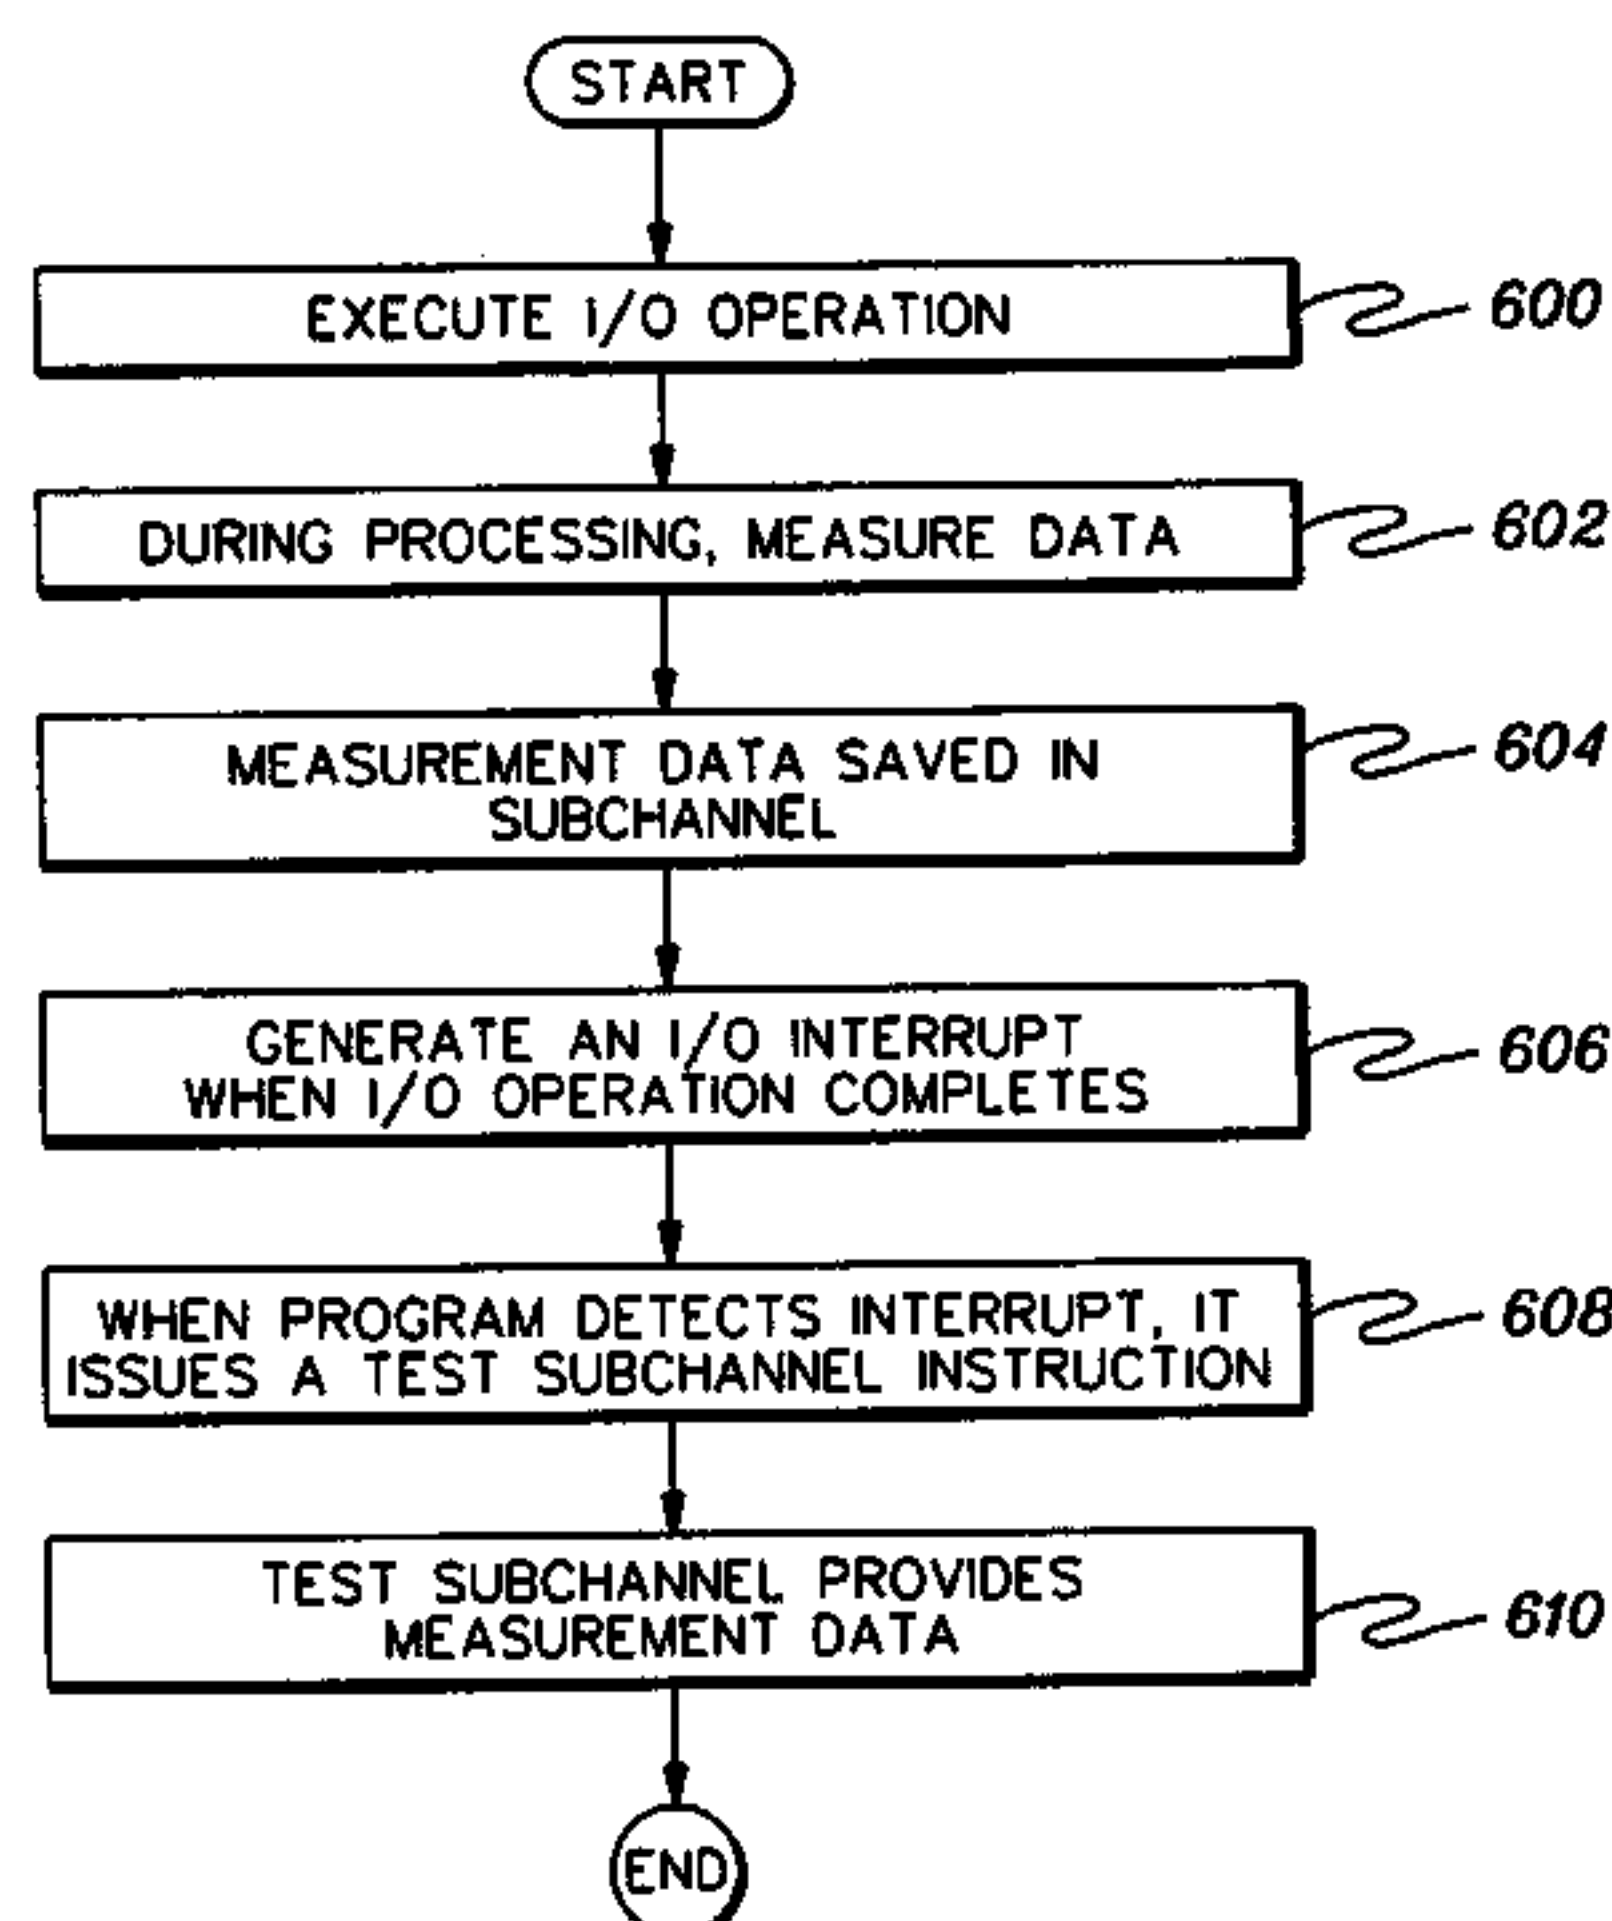 START
EXECUTE I/O OPERATION
600
DURING PROCESSING, MEASURE DATA
602
MEASUREMENT DATA SAVED IN
SUBCHANNEL
604
GENERATE AN I/O INTERRUPT
WHEN I/O OPERATION COMPLETES
606
WHEN PROGRAM DETECTS INTERRUPT, IT
ISSUES A TEST SUBCHANNEL INSTRUCTION
608
TEST SUBCHANNEL PROVIDES
MEASUREMENT DATA
610
END